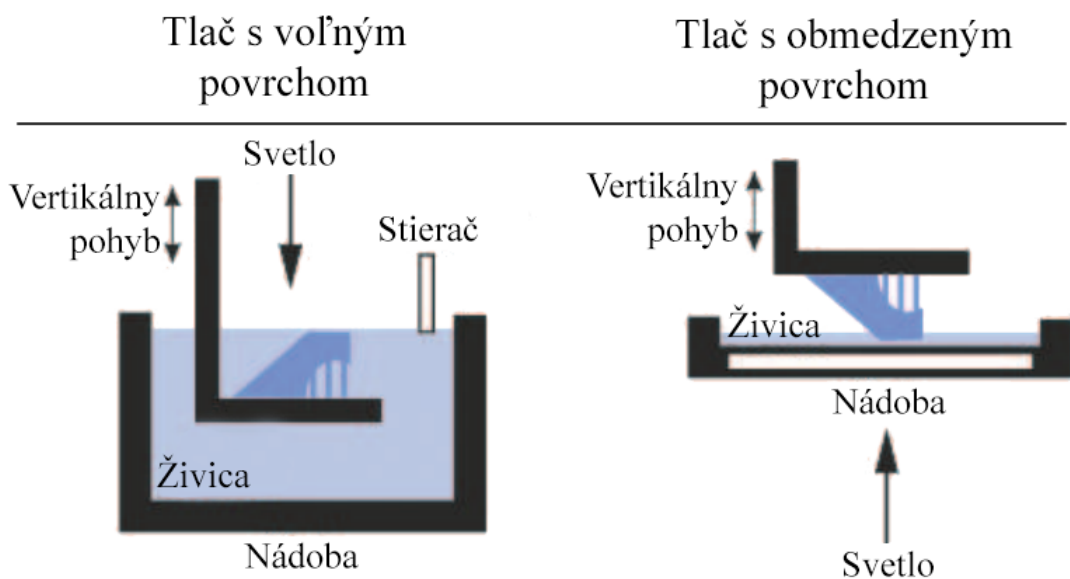 Tlač s voľným
povrchom
Svetlo
Vertikálny
pohyb
Stierač
Živica
Nádoba
Tlač s obmedzeným
povrchom
Vertikálny
pohyb
Živica
Nádoba
Svetlo